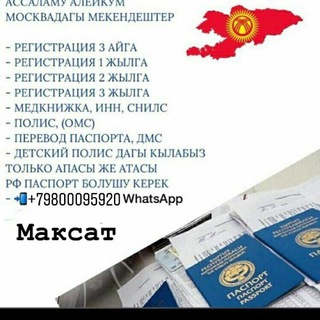 АССАЛАМУ АЛЕЙКУМ
МОСКВАДАГЫ МЕКЕНДЕШТЕР
- РЕГИСТРАЦИЯ 3 АЙГА
- РЕГИСТРАЦИЯ 1 ЖЫЛГА
- РЕГИСТРАЦИЯ 2 ЖЫЛГА
- РЕГИСТРАЦИЯ 3 ЖЫЛГА
- МЕДКНИЖКА, ИНН, СНИЛС
- ПОЛИС, (ОМС)
- ПЕРЕВОД ПАСПОРТА, ДМС
- ДЕТСКИЙ ПОЛИС ДАГЫ КЫЛАБЫЗ
ТОЛЬКО АПАСЫ ЖЕ АТАСЫ
РФ ПАСПОРТ БОЛУШУ КЕРЕК
- +79800095920 WhatsApp
Максат
ПАСПОРТ
ПАСПОРТ
PASSPORT